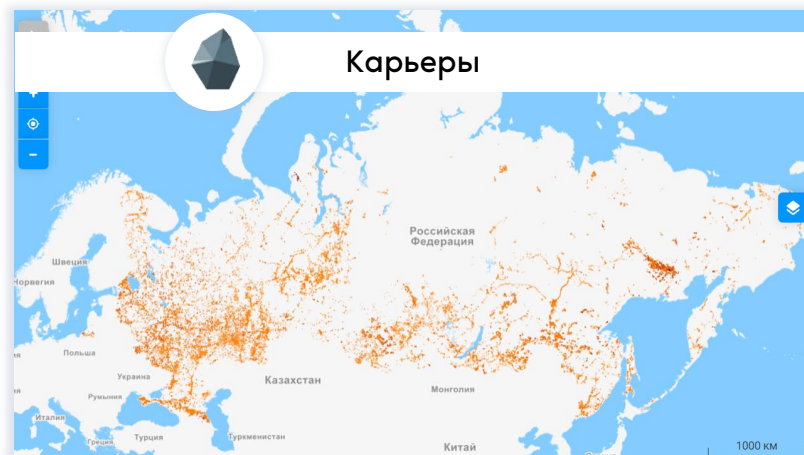 Карьеры
Российская
Федерация
Швеция
Норвегия
Польша
Украина
Румыния
Казахстан
Монголия
Италия
Греция
Турция
Туркменистан
Китай
1000 км